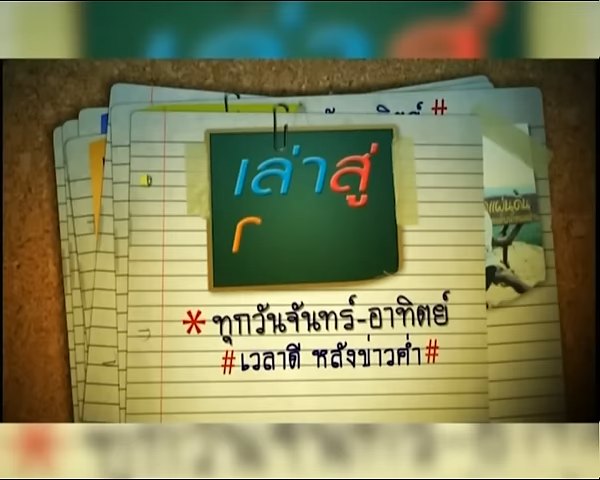 เล่าสู่
*ทุกวันจันทร์-อาทิตย์
#เวลาดี หลังข่าวค่ำ#